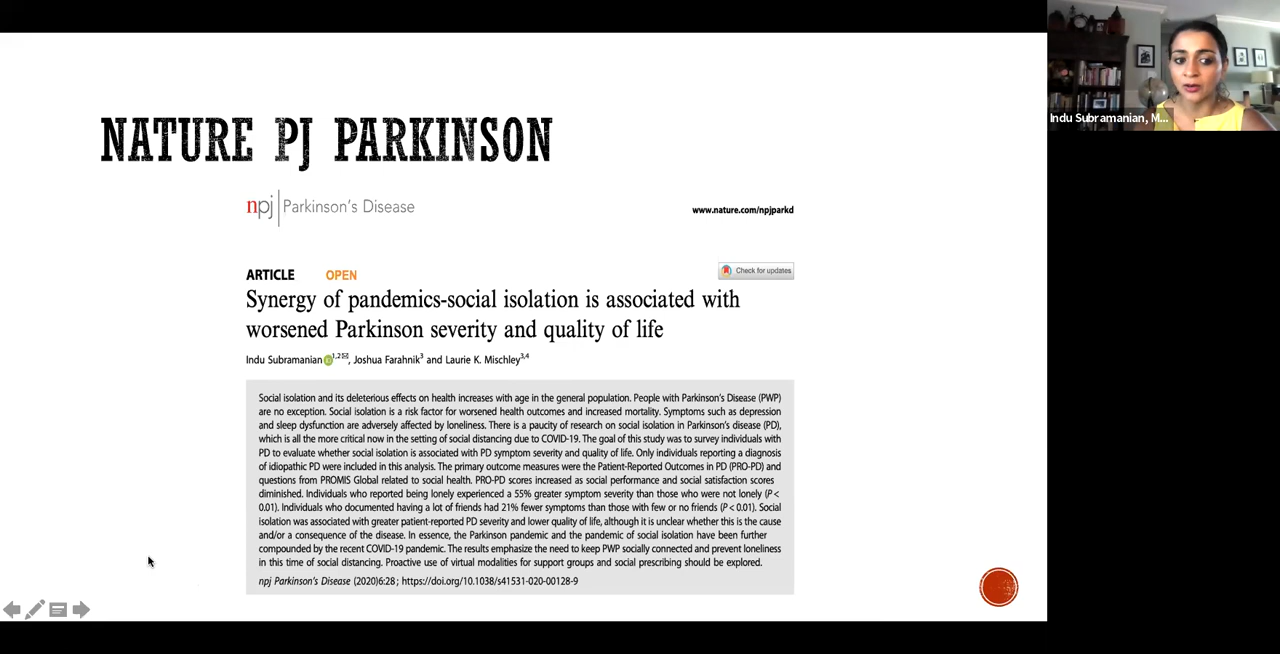 NATURE PJ PARKINSON
npj Parkinson's Disease
www.nature.com/npjparkd
ARTICLE OPEN
Check for updates
Synergy of pandemics-social isolation is associated with
worsened Parkinson severity and quality of life
Indu Subramanian 1,2✉, Joshua Farahnik3 and Laurie K. Mischley3,4
Social isolation and its deleterious effects on health increases with age in the general population. People with Parkinson's Disease (PWP)
are no exception. Social isolation is a risk factor for worsened health outcomes and increased mortality. Symptoms such as depression
and sleep dysfunction are adversely affected by loneliness. There is a paucity of research on social isolation in Parkinson's disease (PD),
which is all the more critical now in the setting of social distancing due to COVID-19. The goal of this study was to survey individuals with
PD to evaluate whether social isolation is associated with PD symptom severity and quality of life. Only individuals reporting a diagnosis
of idiopathic PD were included in this analysis. The primary outcome measures were the Patient-Reported Outcomes in PD (PRO-PD) and
questions from PROMIS Global related to social health. PRO-PD scores increased as social performance and social satisfaction scores
diminished. Individuals who reported being lonely experienced a 55% greater symptom severity than those who were not lonely (P <
0.01). Individuals who documented having a lot of friends had 21% fewer symptoms than those with few or no friends (P < 0.01). Social
isolation was associated with greater patient-reported PD severity and lower quality of life, although it is unclear whether this is the cause
and/or a consequence of the disease. In essence, the Parkinson pandemic and the pandemic of social isolation have been further
compounded by the recent COVID-19 pandemic. The results emphasize the need to keep PWP socially connected and prevent loneliness
in this time of social distancing. Proactive use of virtual modalities for support groups and social prescribing should be explored.
npj Parkinson's Disease (2020)6:28 ; https://doi.org/10.1038/s41531-020-00128-9
Indu Subramanian, M...